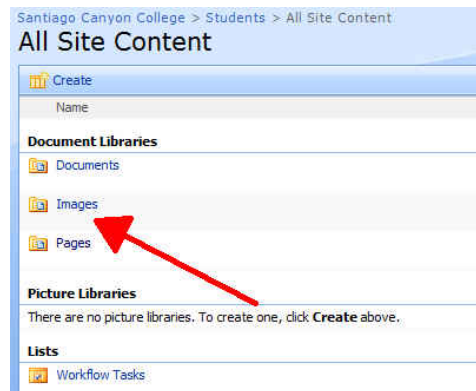 Santiago Canyon College > Students > All Site Content
All Site Content
Create
Name
Document Libraries
Documents
Images
Pages
Picture Libraries
There are no picture libraries. To create one, click Create above.
Lists
Workflow Tasks